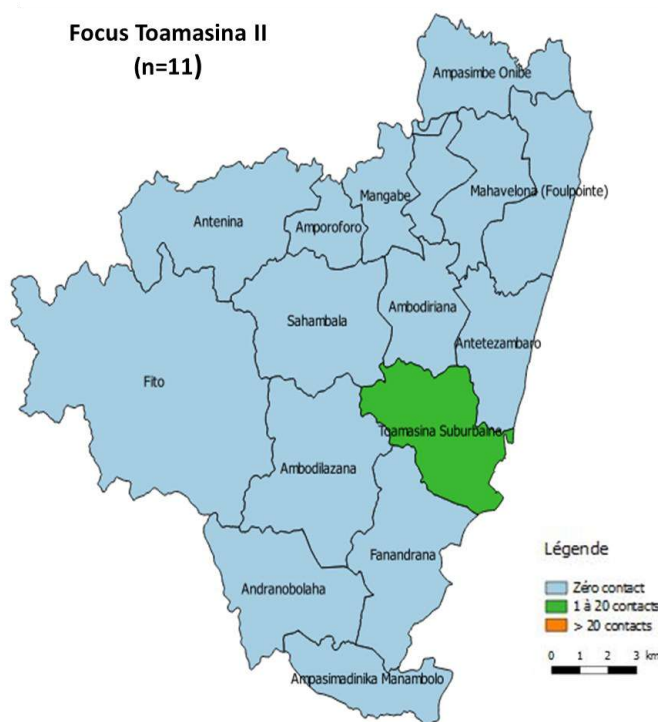 Focus Toamasina II
(n=11)
Ampasimbe Onibe
Mangabe
Mahavelona (Foulpointe)
Antenina
Amporoforo
Ambodiriana
Sahambala
Antetezambaro
Fito
Toamasina Suburbaine
Ambodilazana
Fanandrana
Andranobolaha
Ampasimadinika Manambolo
Légende
Zéro contact
1 à 20 contacts
> 20 contacts
0 1 2 3 km